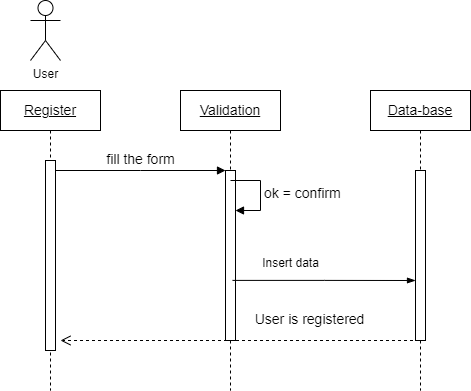 User
Register
Validation
Data-base
fill the form
ok = confirm
Insert data
User is registered